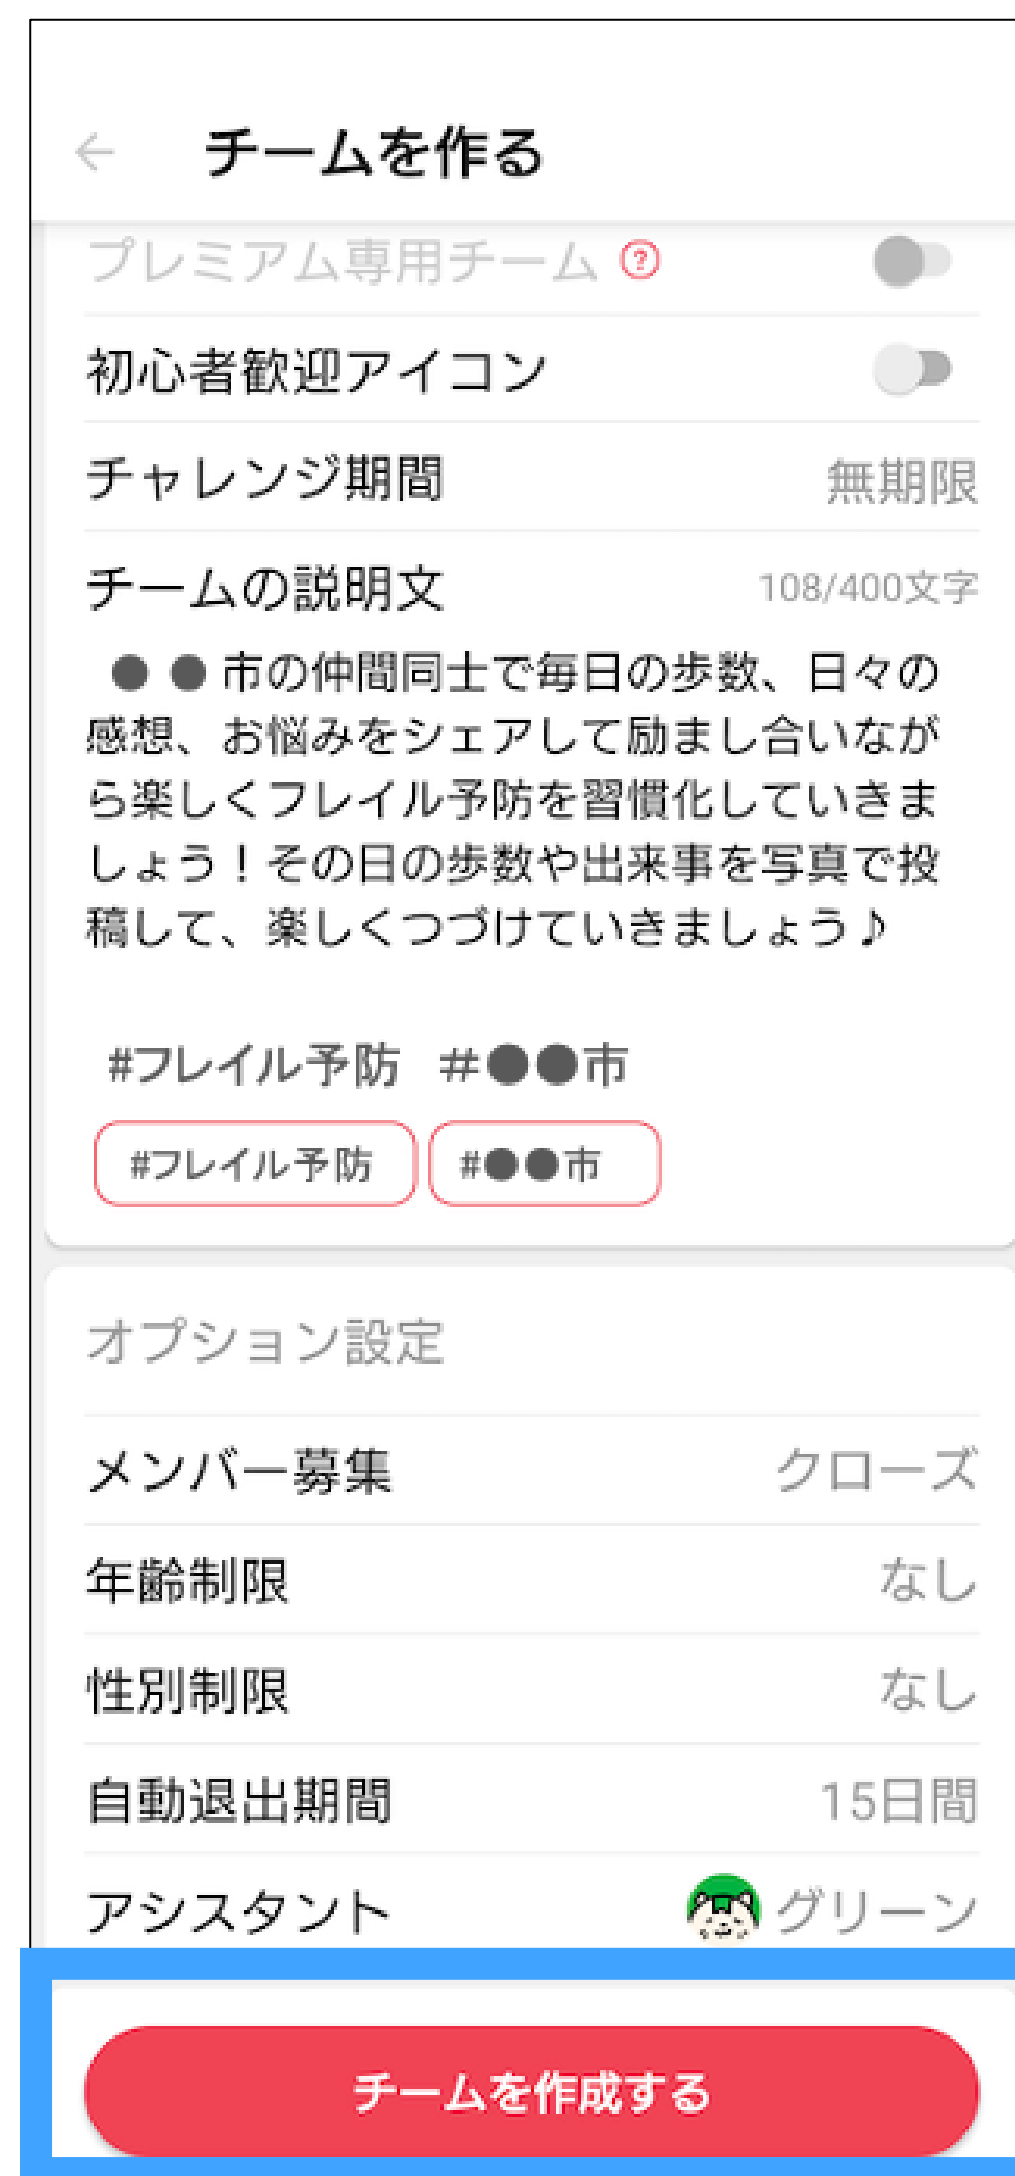 ← チームを作る
プレミアム専用チーム ?
初心者歓迎アイコン
チャレンジ期間 無期限
チームの説明文 108/400文字
●●市の仲間同士で毎日の歩数、日々の
感想、お悩みをシェアして励まし合いなが
ら楽しくフレイル予防を習慣化していきま
しょう！その日の歩数や出来事を写真で投
稿して、楽しくつづけていきましょう♪
#フレイル予防 #●●市
#フレイル予防 #●●市
オプション設定
メンバー募集 クローズ
年齢制限 なし
性別制限 なし
自動退出期間 15日間
アシスタント グリーン
チームを作成する